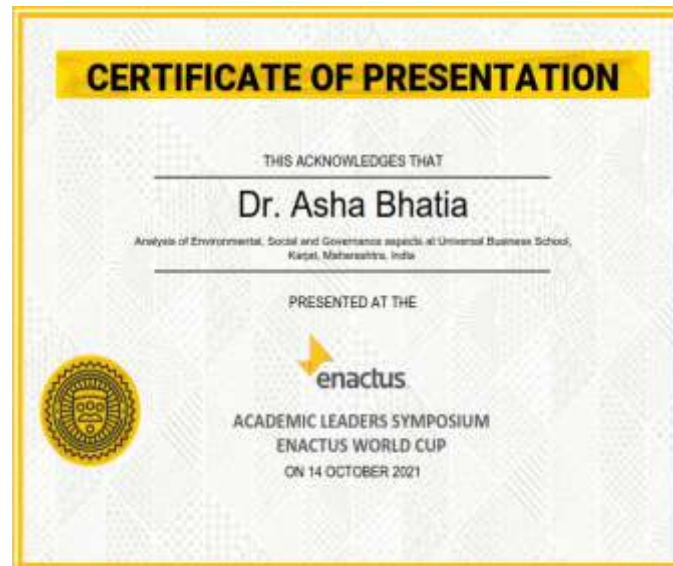 CERTIFICATE OF PRESENTATION
THIS ACKNOWLEDGES THAT
Dr. Asha Bhatia
Analysis of Environmental, Social and Governance aspects at Universal Business School,
Karjat, Maharashtra, India
PRESENTED AT THE
enactus
ACADEMIC LEADERS SYMPOSIUM
ENACTUS WORLD CUP
ON 14 OCTOBER 2021